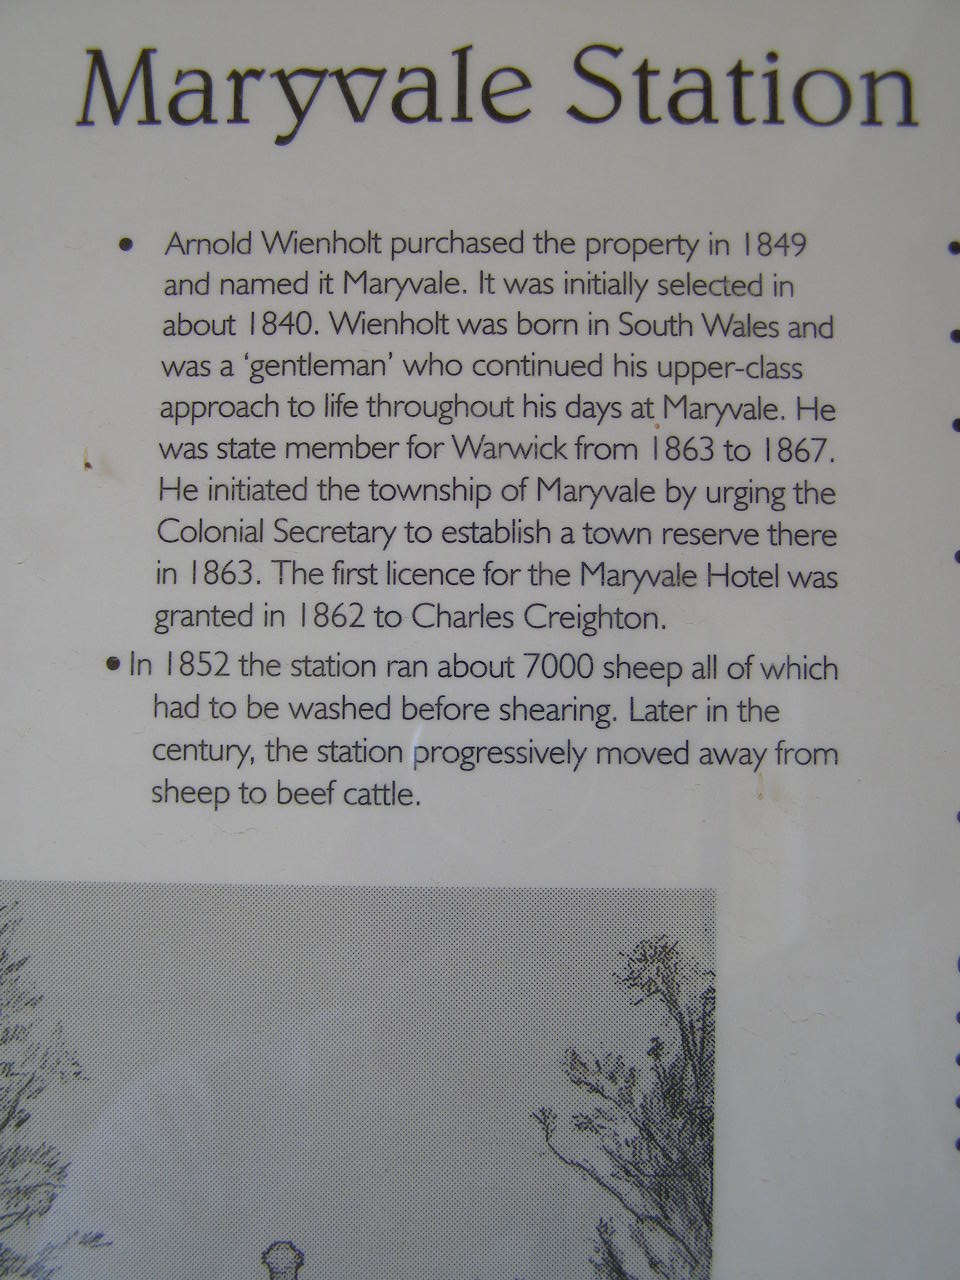 Maryvale Station
• Arnold Wienholt purchased the property in 1849
and named it Maryvale. It was initially selected in
about 1840. Wienholt was born in South Wales and
was a ‘gentleman’ who continued his upper-class
approach to life throughout his days at Maryvale. He
was state member for Warwick from 1863 to 1867.
He initiated the township of Maryvale by urging the
Colonial Secretary to establish a town reserve there
in 1863. The first licence for the Maryvale Hotel was
granted in 1862 to Charles Creighton.
• In 1852 the station ran about 7000 sheep all of which
had to be washed before shearing. Later in the
century, the station progressively moved away from
sheep to beef cattle.